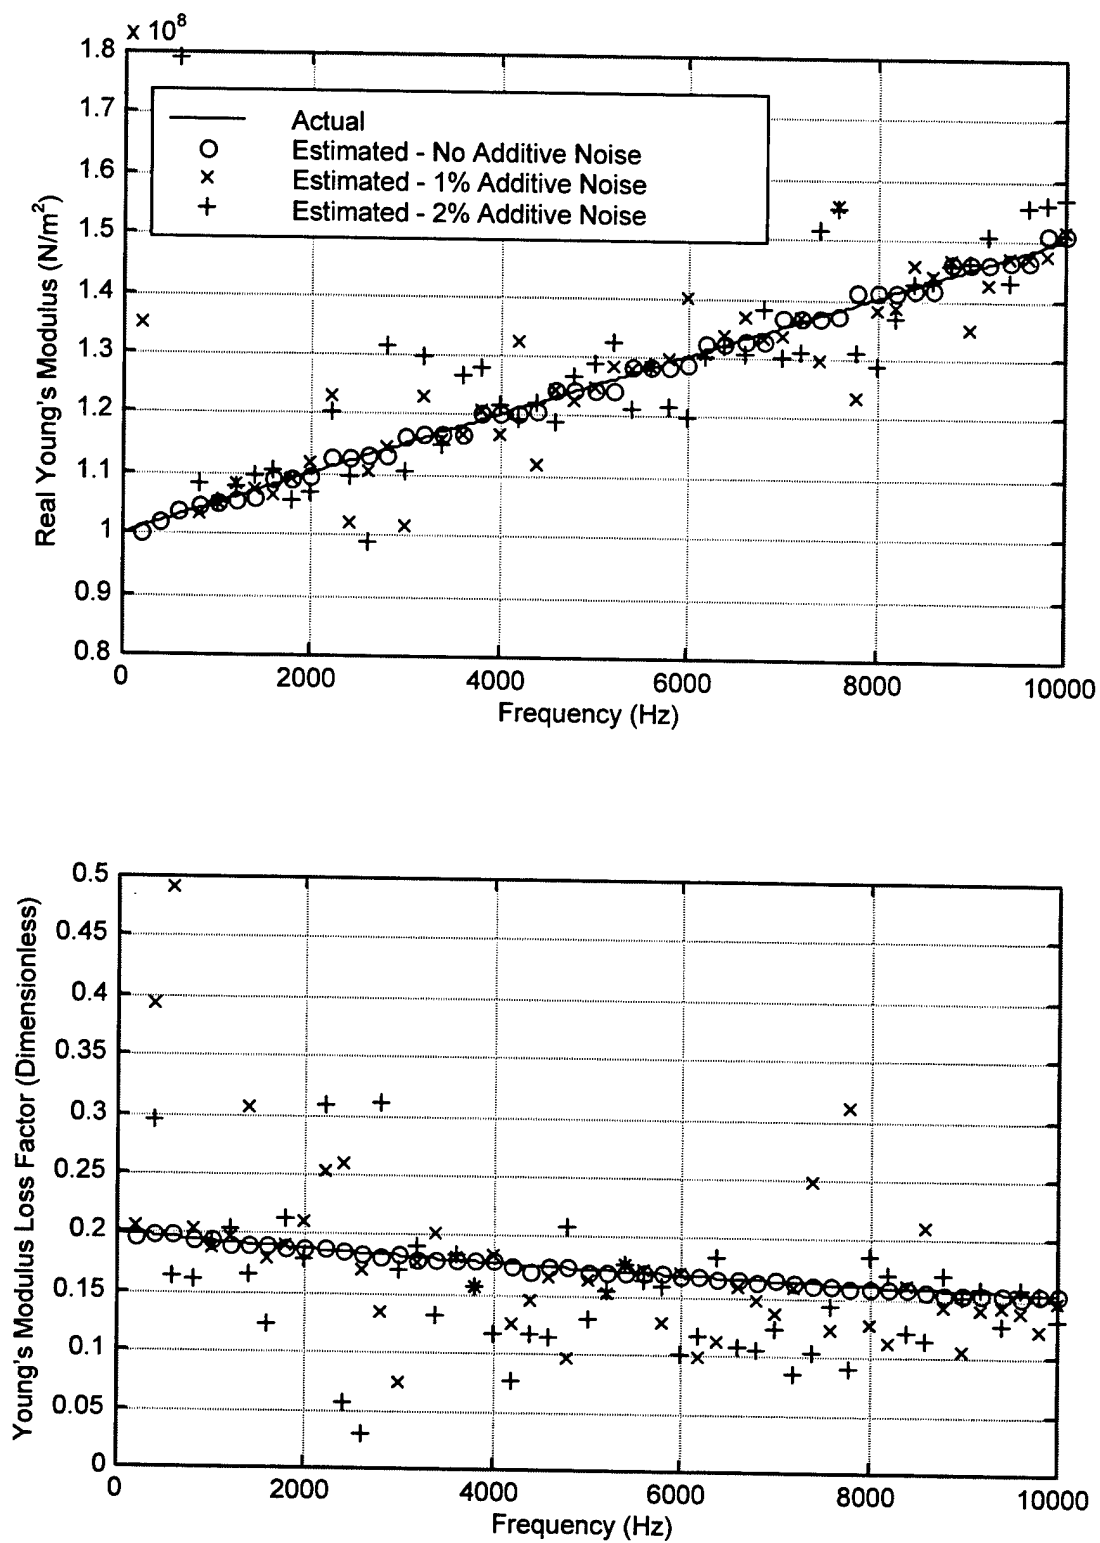 x 10^8
1.8
1.7
1.6
1.5
1.4
1.3
1.2
1.1
1
0.9
0.8
Real Young's Modulus (N/m²)
Actual
Estimated - No Additive Noise
Estimated - 1% Additive Noise
Estimated - 2% Additive Noise
0 2000 4000 6000 8000 10000
Frequency (Hz)
0.5
0.45
0.4
0.35
0.3
0.25
0.2
0.15
0.1
0.05
0
Young's Modulus Loss Factor (Dimensionless)
0 2000 4000 6000 8000 10000
Frequency (Hz)